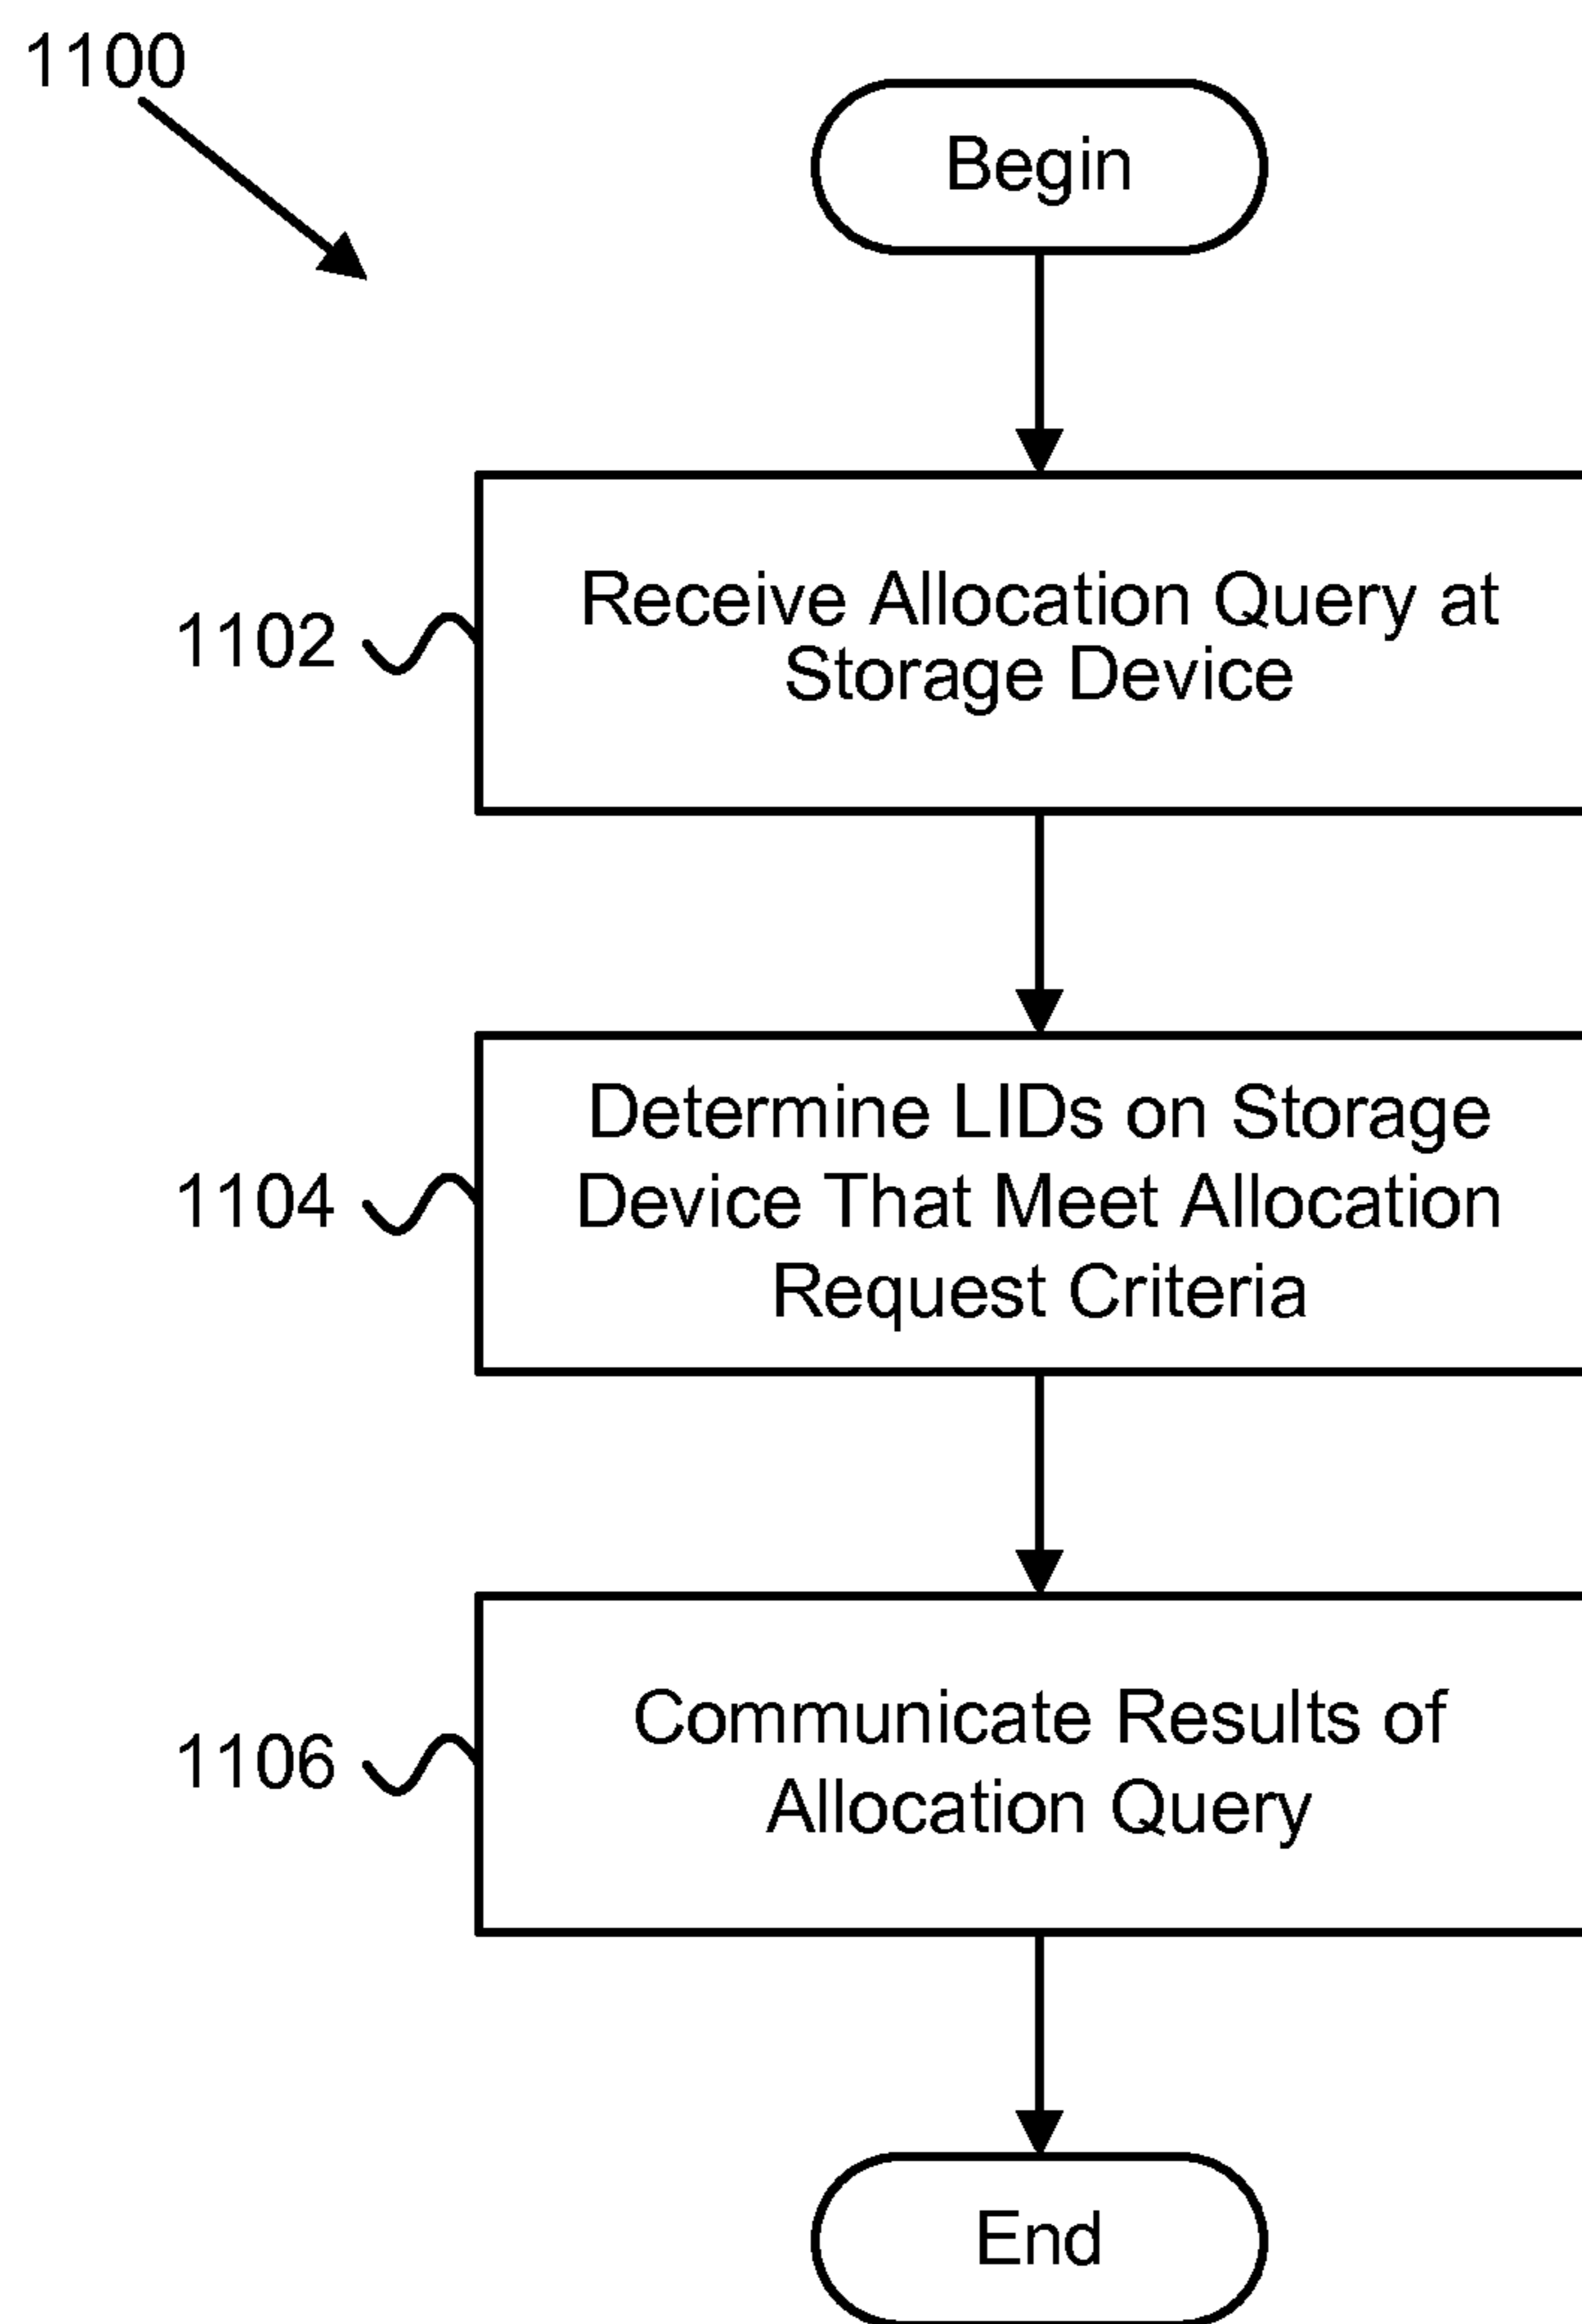 1100
Begin
1102
Receive Allocation Query at
Storage Device
1104
Determine LIDs on Storage
Device That Meet Allocation
Request Criteria
1106
Communicate Results of
Allocation Query
End